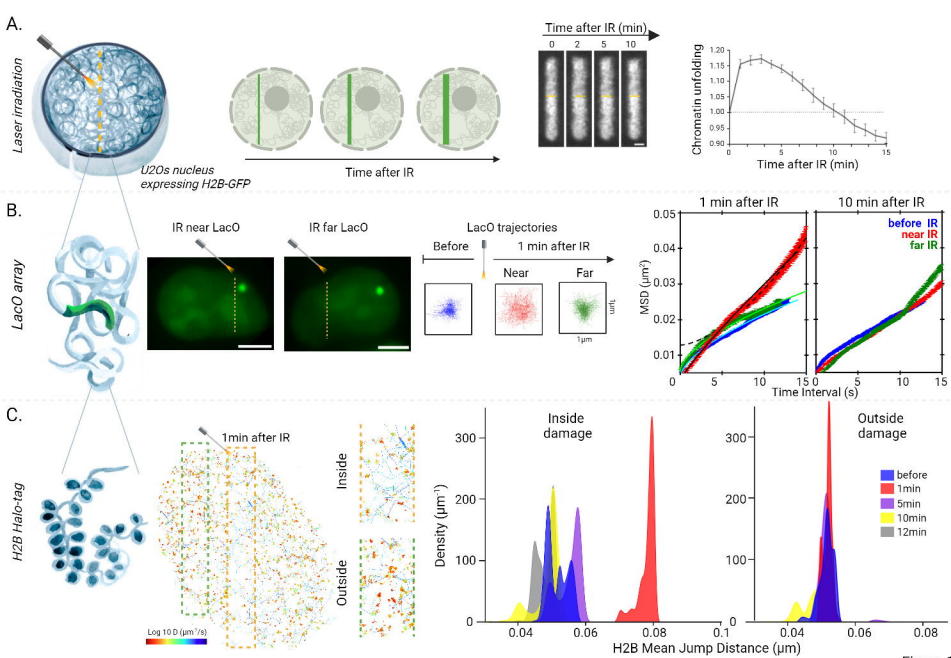 A.
Laser irradiation
U2Os nucleus
expressing H2B-GFP
Time after IR
Time after IR (min)
0 2 5 10
Chromatin unfolding
1.20
1.15
1.10
1.05
1.00
0.95
0.90
0 5 10 15
Time after IR (min)
B.
LacO array
IR near LacO
IR far LacO
LacO trajectories
Before
1 min after IR
Near
Far
1µm
1µm
1 min after IR
10 min after IR
before IR
near IR
far IR
MSD (µm²)
0.05
0.04
0.03
0.02
0.01
0 5 10 15
0 5 10 15
Time Interval (s)
C.
H2B Halo-tag
1min after IR
Inside
Outside
Log 10 D (µm⁻²/s)
Inside
damage
Density (µm⁻¹)
300
200
100
0
0.04 0.06 0.08 0.1
Outside
damage
before
1min
5min
10min
12min
300
200
100
0
0.04 0.06 0.08
H2B Mean Jump Distance (µm)